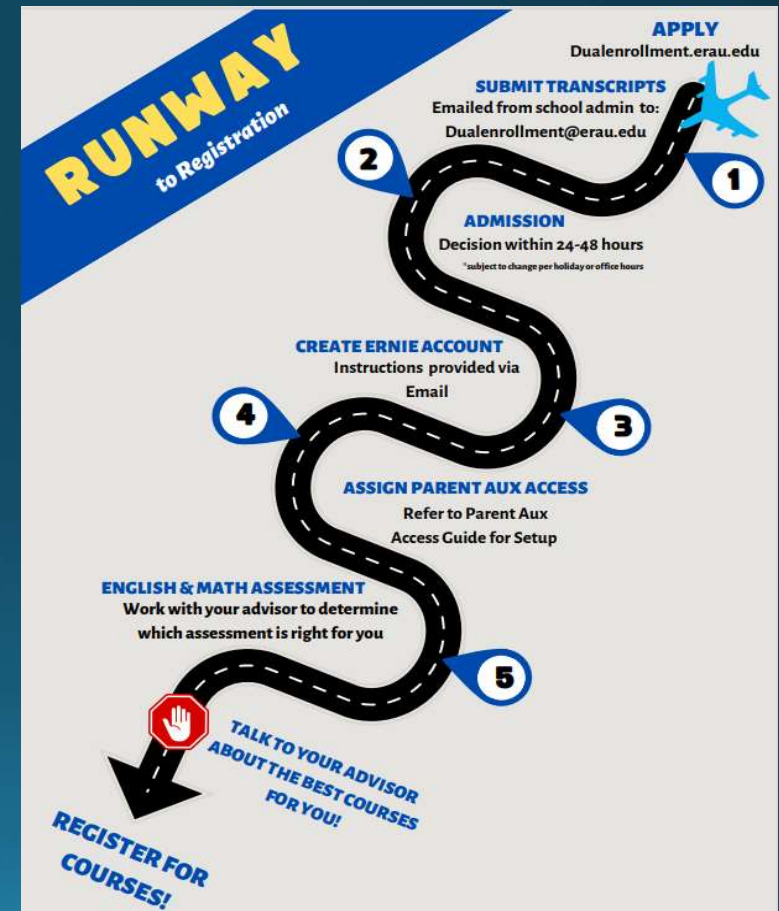 RUNWAY
to Registration
APPLY
Dualenrollment.erau.edu
SUBMIT TRANSCRIPTS
Emailed from school admin to:
Dualenrollment@erau.edu
1
2
ADMISSION
Decision within 24-48 hours
*subject to change per holiday or office hours
CREATE ERNIE ACCOUNT
Instructions provided via
Email
3
4
ASSIGN PARENT AUX ACCESS
Refer to Parent Aux
Access Guide for Setup
ENGLISH & MATH ASSESSMENT
Work with your advisor to determine
which assessment is right for you
5
TALK TO YOUR ADVISOR
ABOUT THE BEST COURSES
FOR YOU!
REGISTER FOR
COURSES!